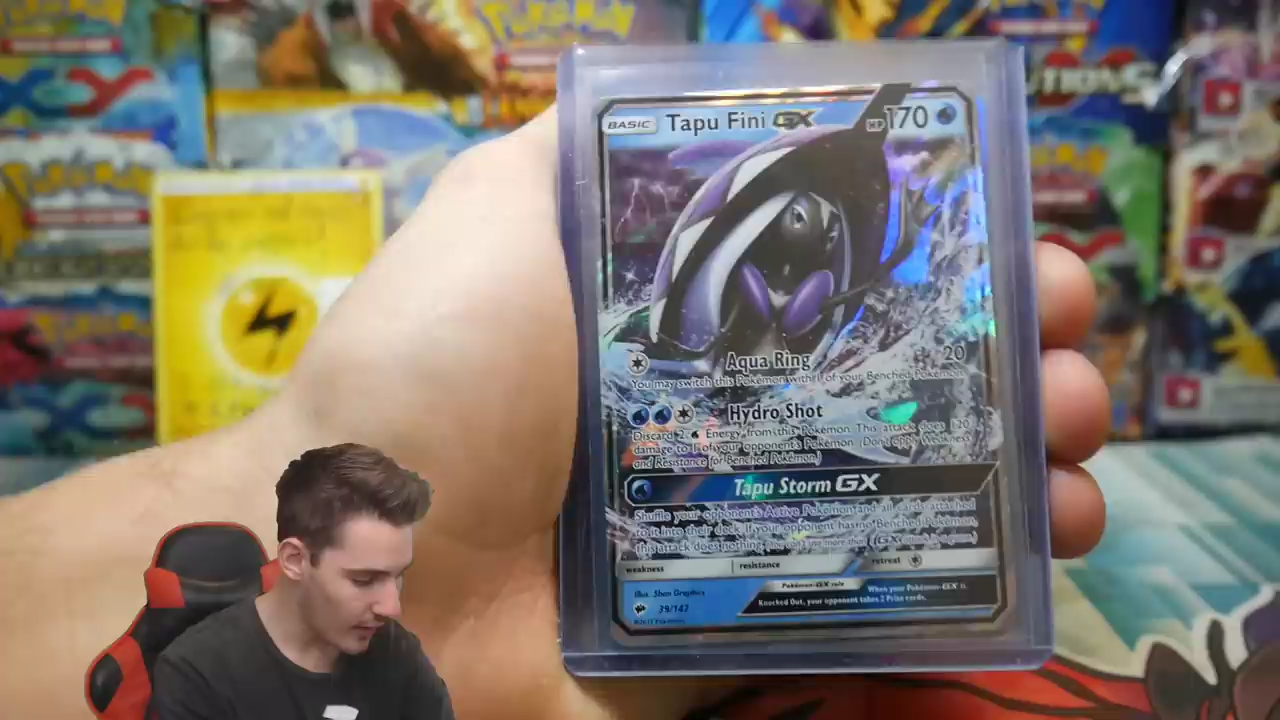 BASIC Tapu Fini GX HP 170
Aqua Ring 20
You may switch this Pokémon with 1 of your Benched Pokémon.
Hydro Shot
Discard 2 Energy from this Pokémon. This attack does 120
damage to 1 of your opponent's Pokémon. (Don't apply Weakness
and Resistance for Benched Pokémon.)
Tapu Storm GX
Shuffle your opponent's Active Pokémon and all cards attached
to it into their deck. If your opponent has no Benched Pokémon,
this attack does nothing.
weakness resistance retreat
Illus. 5ban Graphics
39/147
Pokémon-GX rule
When your Pokémon-GX is
Knocked Out, your opponent takes 2 Prize cards.
XY